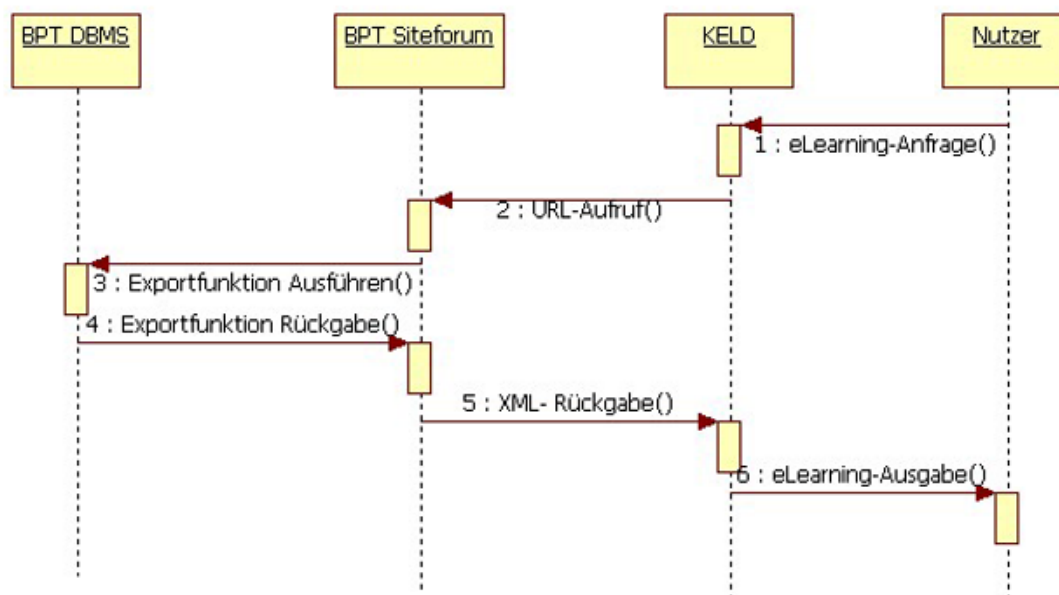 BPT DBMS
BPT Siteforum
KELD
Nutzer
1 : eLearning-Anfrage()
2 : URL-Aufruf()
3 : Exportfunktion Ausführen()
4 : Exportfunktion Rückgabe()
5 : XML- Rückgabe()
6 : eLearning-Ausgabe()